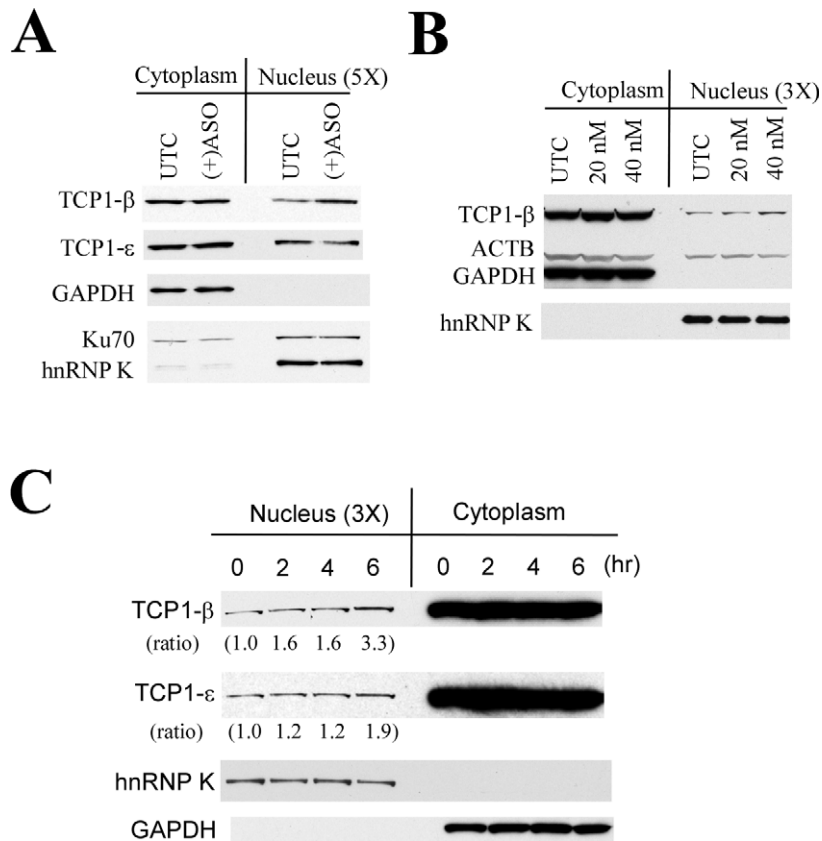 A
Cytoplasm Nucleus (5X)
UTC (+)ASO UTC (+)ASO
TCP1-β
TCP1-ε
GAPDH
Ku70
hnRNP K
B
Cytoplasm Nucleus (3X)
UTC 20 nM 40 nM UTC 20 nM 40 nM
TCP1-β
ACTB
GAPDH
hnRNP K
C
Nucleus (3X) Cytoplasm
0 2 4 6 0 2 4 6 (hr)
TCP1-β
(ratio) (1.0 1.6 1.6 3.3)
TCP1-ε
(ratio) (1.0 1.2 1.2 1.9)
hnRNP K
GAPDH